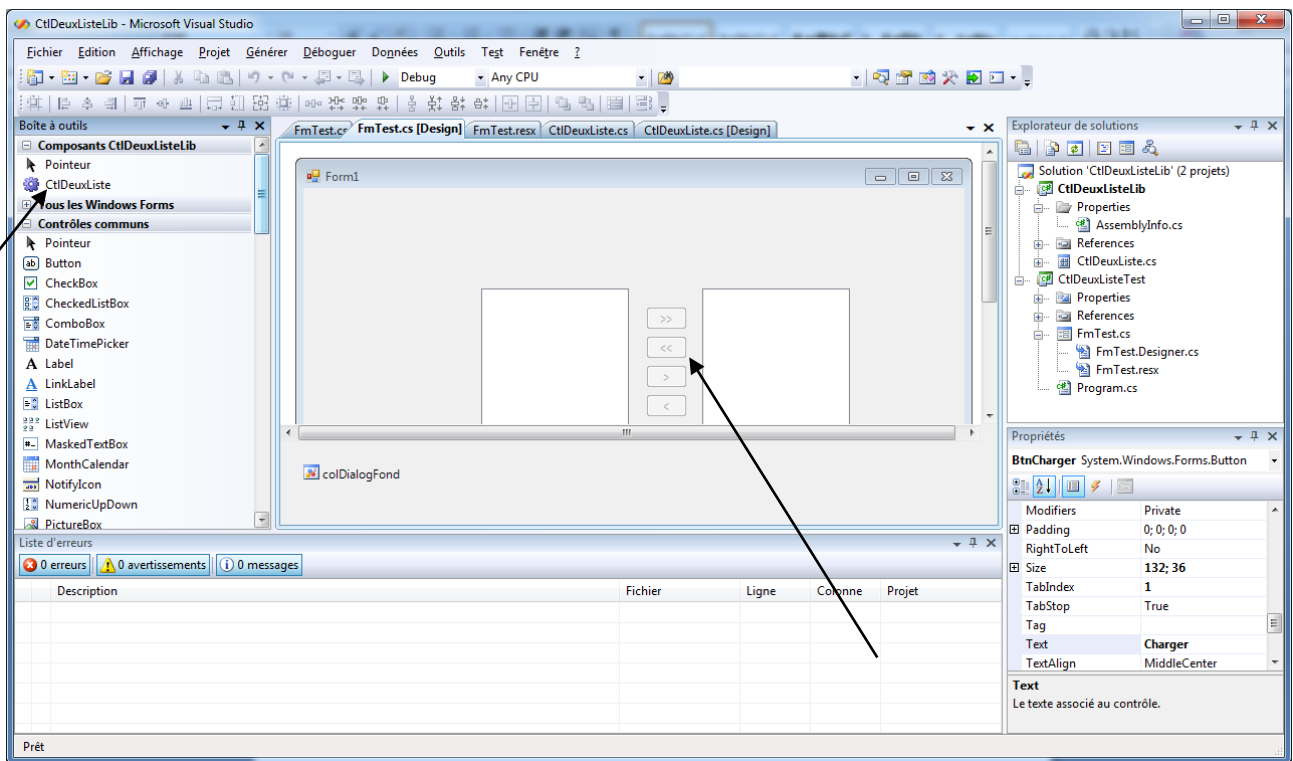 CtlDeuxListeLib - Microsoft Visual Studio
Fichier Edition Affichage Projet Générer Déboguer Données Outils Test Fenêtre ?
Debug Any CPU
Boîte à outils
Composants CtlDeuxListeLib
Pointeur
CtlDeuxListe
Tous les Windows Forms
Contrôles communs
Pointeur
Button
CheckBox
CheckedListBox
ComboBox
DateTimePicker
Label
LinkLabel
ListBox
ListView
MaskedTextBox
MonthCalendar
NotifyIcon
NumericUpDown
PictureBox
FmTest.cs FmTest.cs [Design] FmTest.resx CtlDeuxListe.cs CtlDeuxListe.cs [Design]
Form1
>>
<<
>
<
colDialogFond
Explorateur de solutions
Solution 'CtlDeuxListeLib' (2 projets)
CtlDeuxListeLib
Properties
AssemblyInfo.cs
References
CtlDeuxListe.cs
CtlDeuxListeTest
Properties
References
FmTest.cs
FmTest.Designer.cs
FmTest.resx
Program.cs
Propriétés
BtnCharger System.Windows.Forms.Button
Modifiers Private
Padding 0; 0; 0; 0
RightToLeft No
Size 132; 36
TabIndex 1
TabStop True
Tag
Text Charger
TextAlign MiddleCenter
Text
Le texte associé au contrôle.
Liste d'erreurs
0 erreurs 0 avertissements 0 messages
Description Fichier Ligne Colonne Projet
Prêt